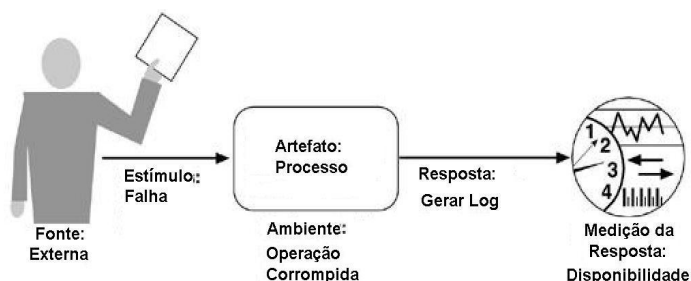 Fonte:
Externa
Estímulo:
Falha
Artefato:
Processo
Ambiente:
Operação
Corrompida
Resposta:
Gerar Log
1
2
3
4
Medição da
Resposta:
Disponibilidade